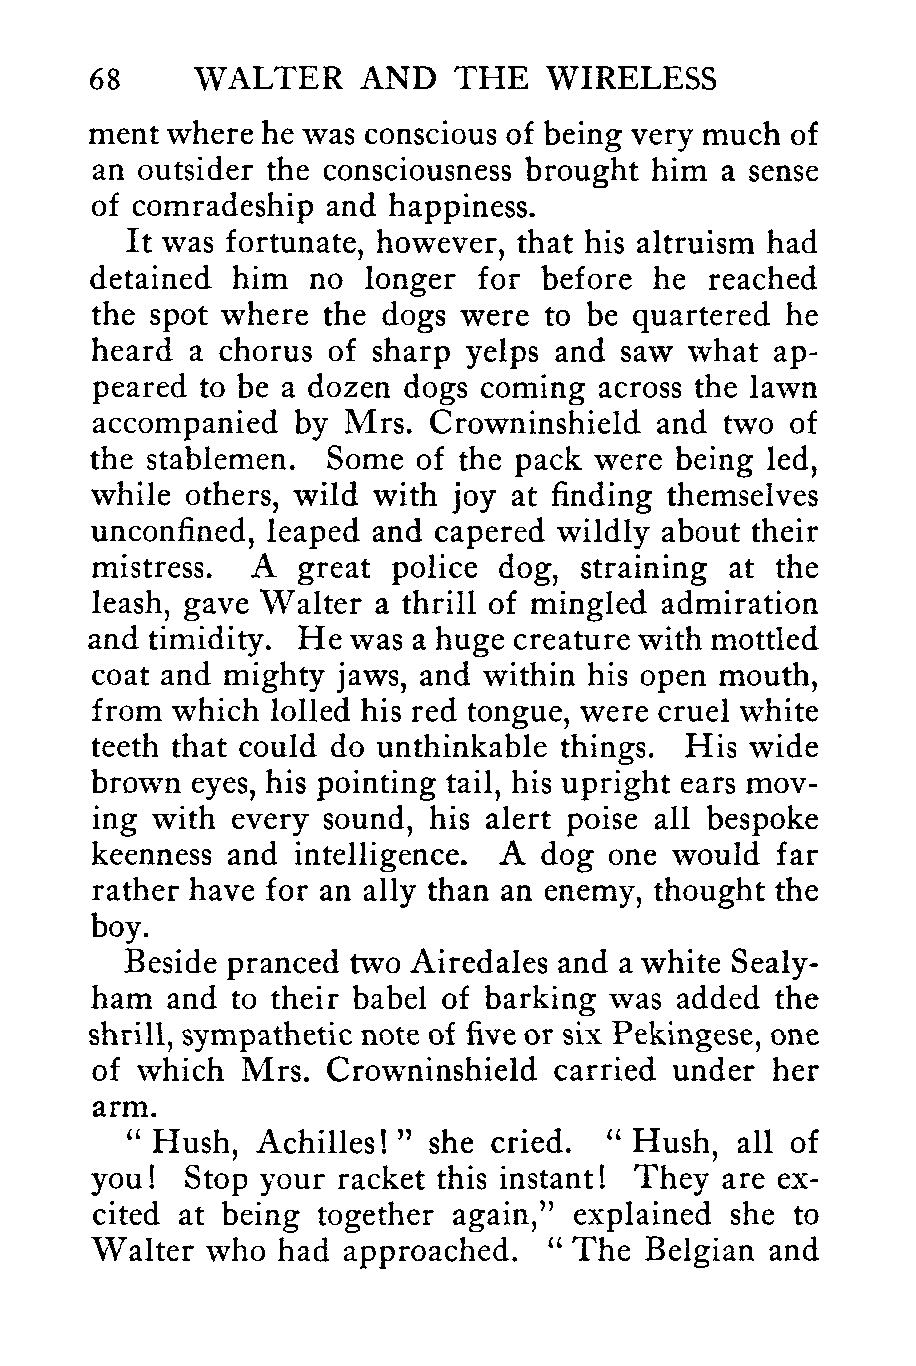 68 WALTER AND THE WIRELESS
ment where he was conscious of being very much of
an outsider the consciousness brought him a sense
of comradeship and happiness.
It was fortunate, however, that his altruism had
detained him no longer for before he reached
the spot where the dogs were to be quartered he
heard a chorus of sharp yelps and saw what ap-
peared to be a dozen dogs coming across the lawn
accompanied by Mrs. Crowninshield and two of
the stablemen. Some of the pack were being led,
while others, wild with joy at finding themselves
unconfined, leaped and capered wildly about their
mistress. A great police dog, straining at the
leash, gave Walter a thrill of mingled admiration
and timidity. He was a huge creature with mottled
coat and mighty jaws, and within his open mouth,
from which lolled his red tongue, were cruel white
teeth that could do unthinkable things. His wide
brown eyes, his pointing tail, his upright ears mov-
ing with every sound, his alert poise all bespoke
keenness and intelligence. A dog one would far
rather have for an ally than an enemy, thought the
boy.
Beside pranced two Airedales and a white Sealy-
ham and to their babel of barking was added the
shrill, sympathetic note of five or six Pekingese, one
of which Mrs. Crowninshield carried under her
arm.
“ Hush, Achilles! ” she cried. “ Hush, all of
you! Stop your racket this instant! They are ex-
cited at being together again,” explained she to
Walter who had approached. “ The Belgian and